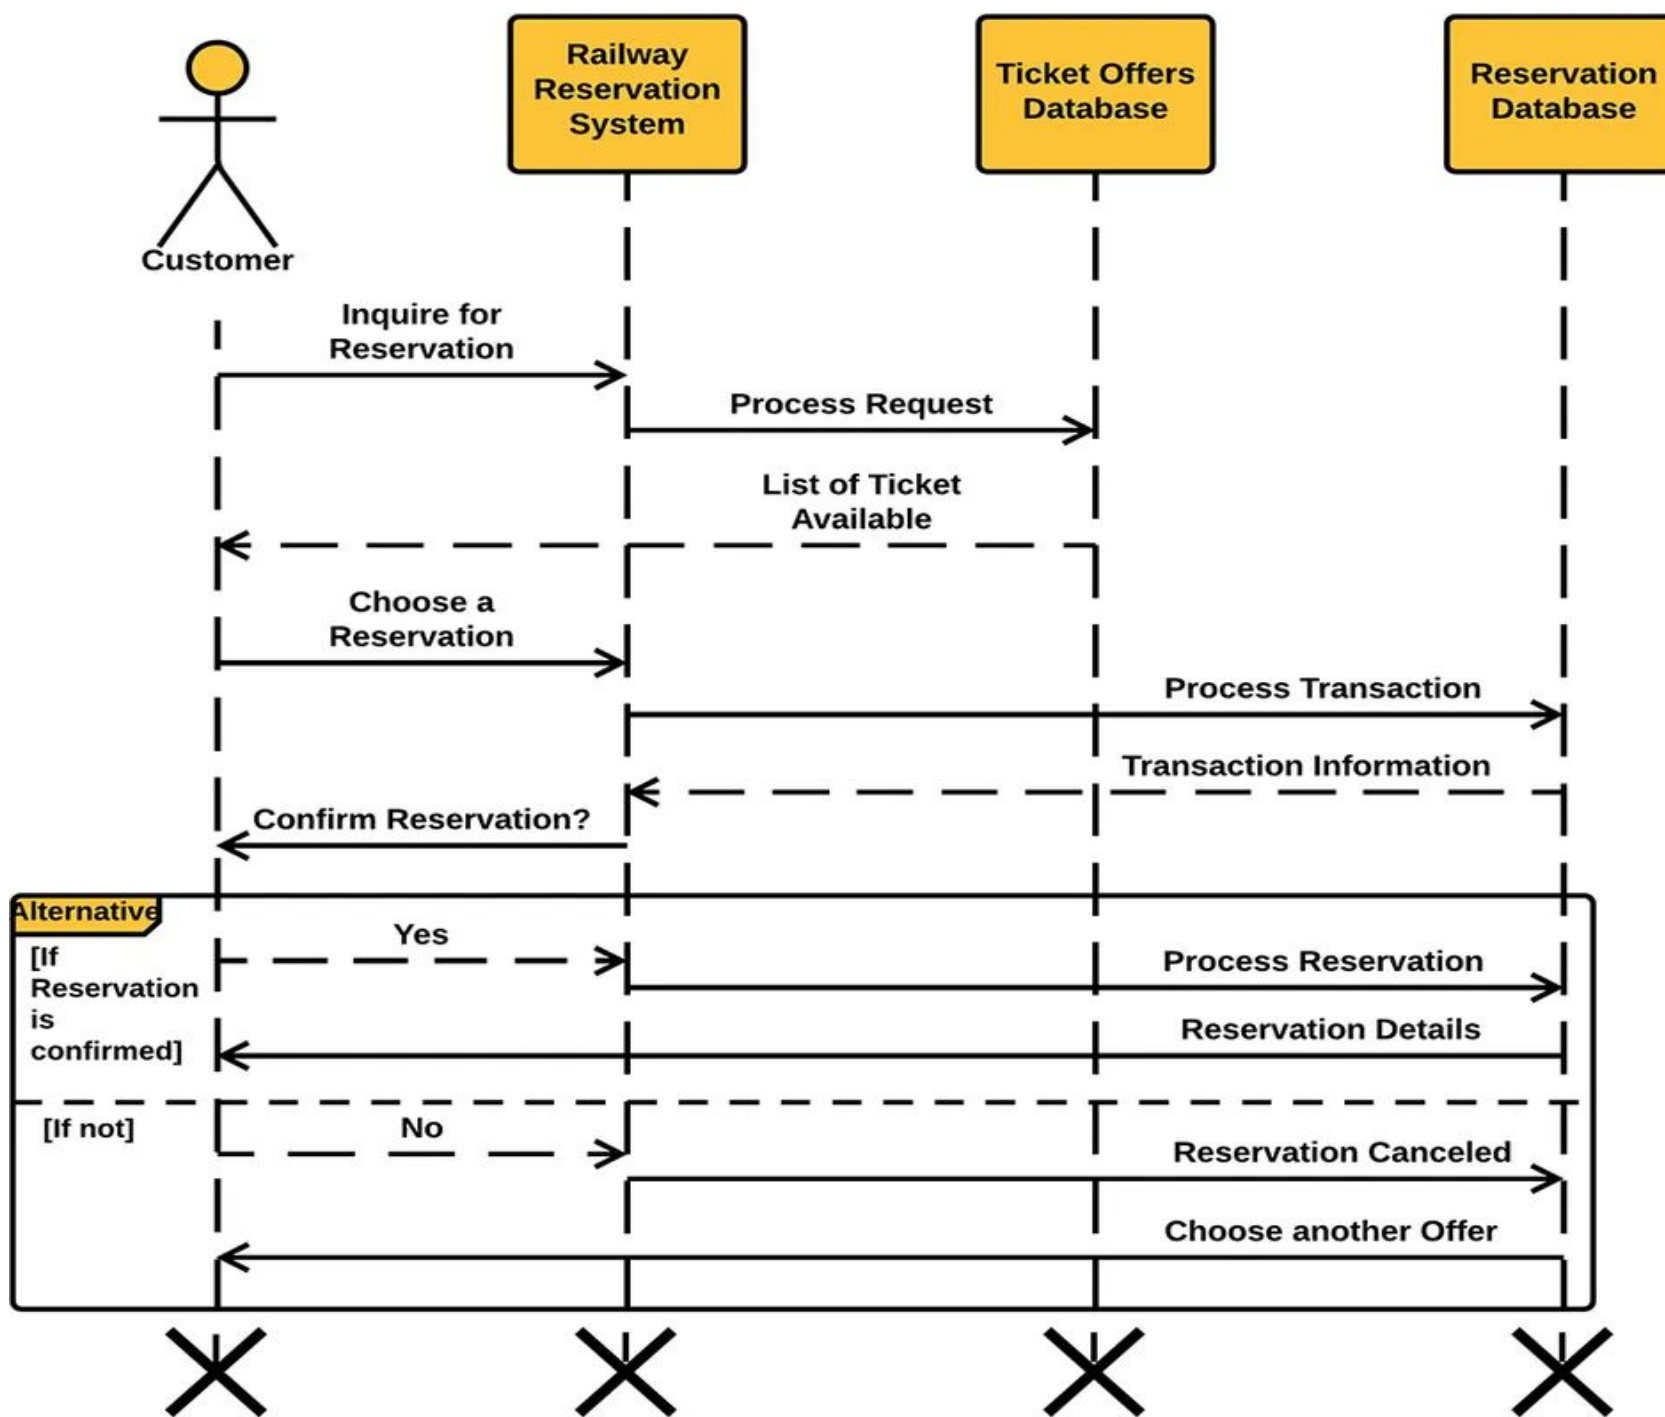 Railway
Reservation
System
Ticket Offers
Database
Reservation
Database
Customer
Inquire for
Reservation
Process Request
List of Ticket
Available
Choose a
Reservation
Process Transaction
Transaction Information
Confirm Reservation?
Alternative
[If
Reservation
is
confirmed]
Yes
Process Reservation
Reservation Details
[If not]
No
Reservation Canceled
Choose another Offer